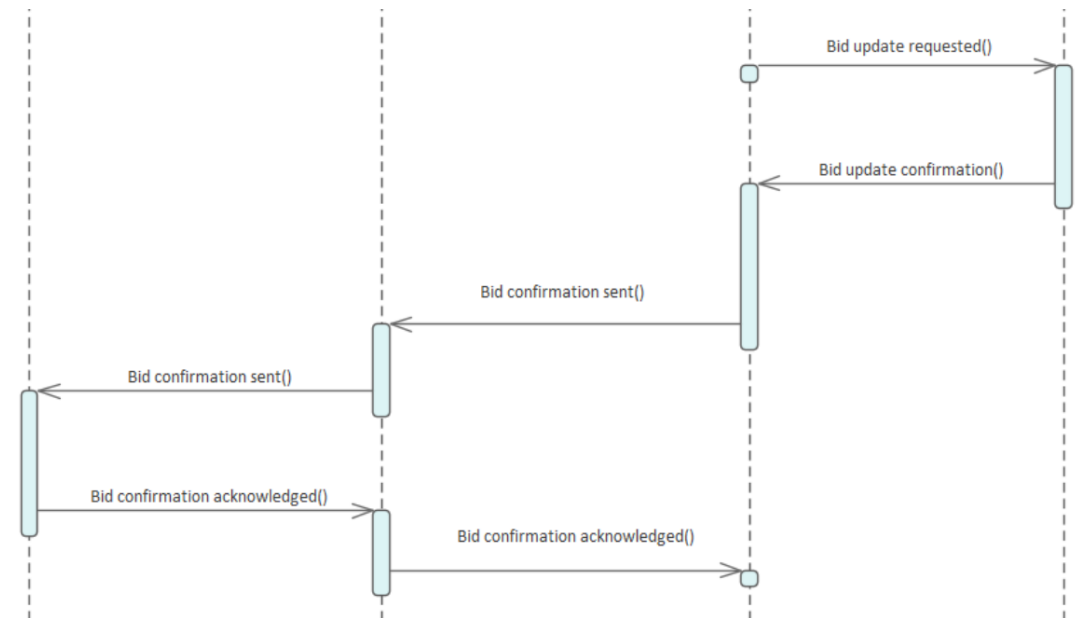 Bid update requested()
Bid update confirmation()
Bid confirmation sent()
Bid confirmation sent()
Bid confirmation acknowledged()
Bid confirmation acknowledged()